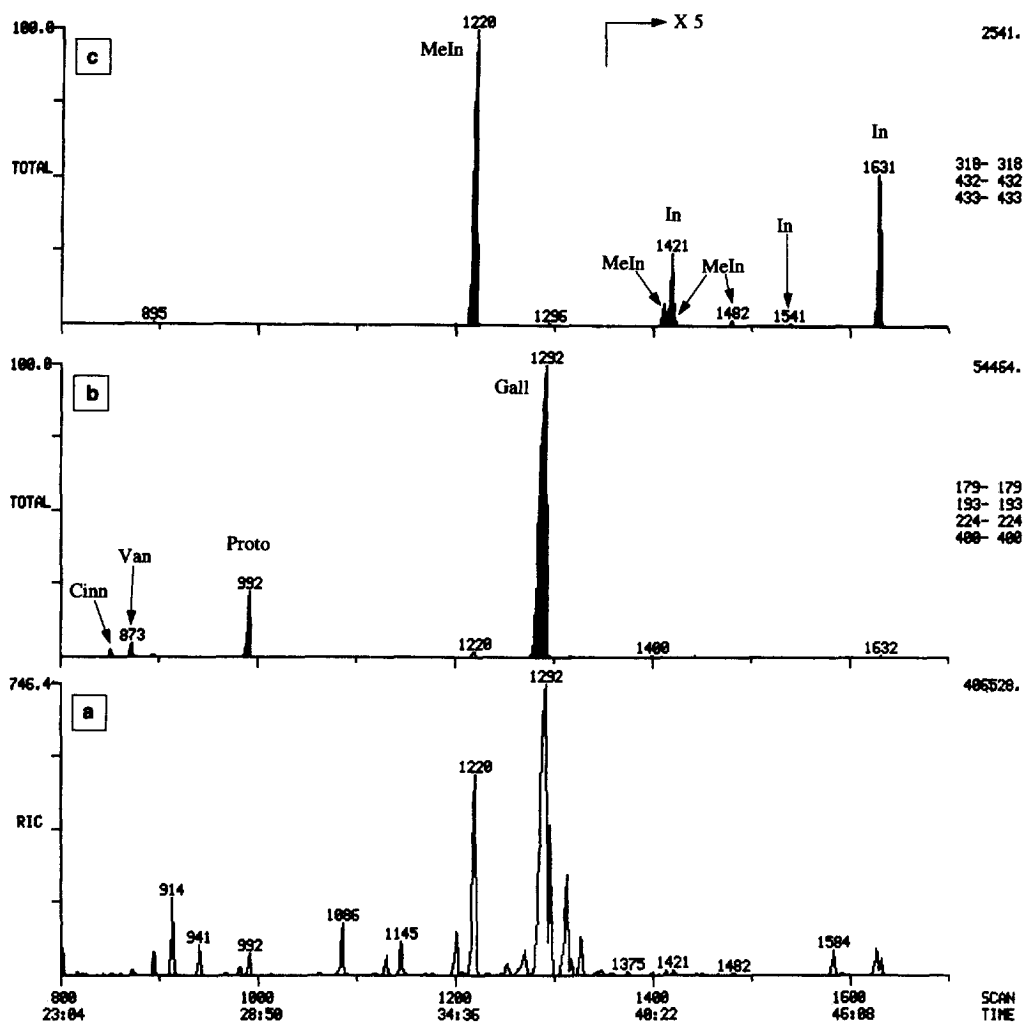 100.0 1220 X 5 2541.
c MeIn
In
TOTAL 1631 318- 318
432- 432
433- 433
In In
1421
MeIn MeIn
895 1296 1482 1541
100.0 1292 54464.
b Gall
TOTAL 179- 179
193- 193
224- 224
400- 400
Van Proto
Cinn 992
873 1220 1400 1632
746.4 1292 406528.
a
1220
RIC
914
941 992 1086 1145 1375 1421 1482 1584
800 1000 1200 1400 1600 SCAN
23:04 28:50 34:36 40:22 46:08 TIME